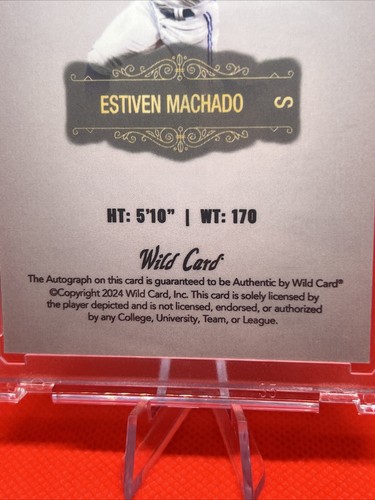 ESTIVEN MACHADO S
HT: 5'10" | WT: 170
Wild Card
The Autograph on this card is guaranteed to be Authentic by Wild Card®
©Copyright 2024 Wild Card, Inc. This card is solely licensed by
the player depicted and is not licensed, endorsed, or authorized
by any College, University, Team, or League.